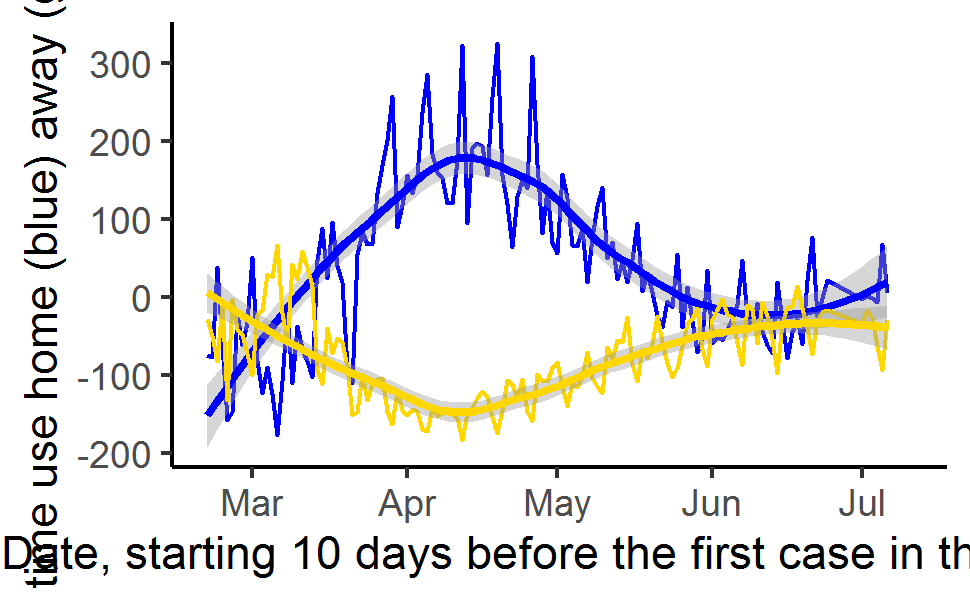 time use home (blue) away (g
300
200
100
0
-100
-200
Mar Apr May Jun Jul
Date, starting 10 days before the first case in th